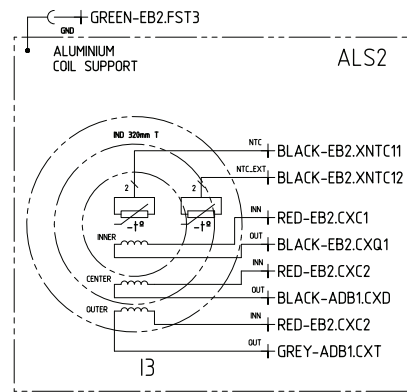 GREEN-EB2.FST3
GND
ALUMINIUM
COIL SUPPORT
ALS2
IND 320mm T
NTC
BLACK-EB2.XNTC11
NTC_EXT
BLACK-EB2.XNTC12
2
2
-tº
-tº
INN
RED-EB2.CXC1
INNER
OUT
BLACK-EB2.CXQ1
INN
RED-EB2.CXC2
CENTER
OUT
BLACK-ADB1.CXD
OUTER
INN
RED-EB2.CXC2
OUT
GREY-ADB1.CXT
I3